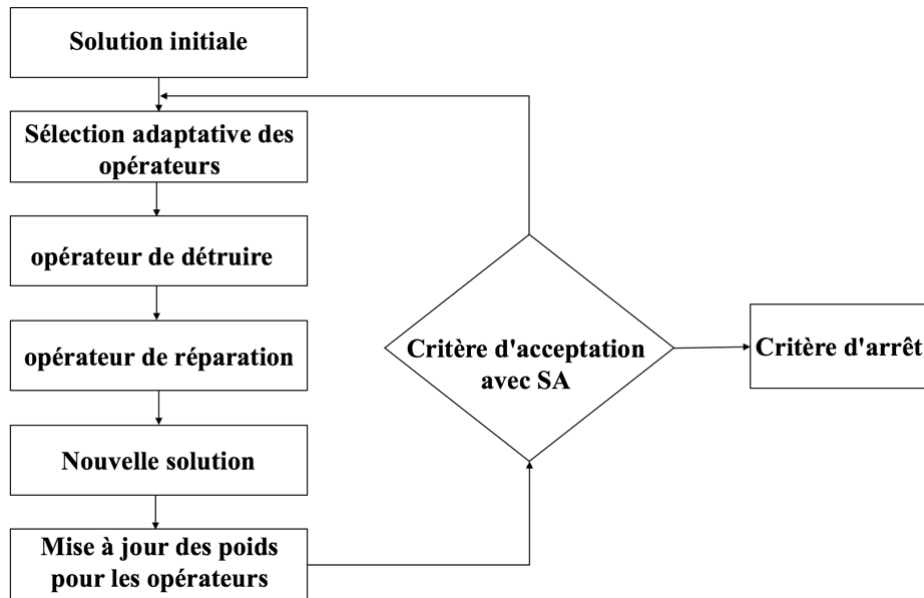 Solution initiale
Sélection adaptative des
opérateurs
opérateur de détruire
opérateur de réparation
Nouvelle solution
Mise à jour des poids
pour les opérateurs
Critère d'acceptation
avec SA
Critère d'arrêt